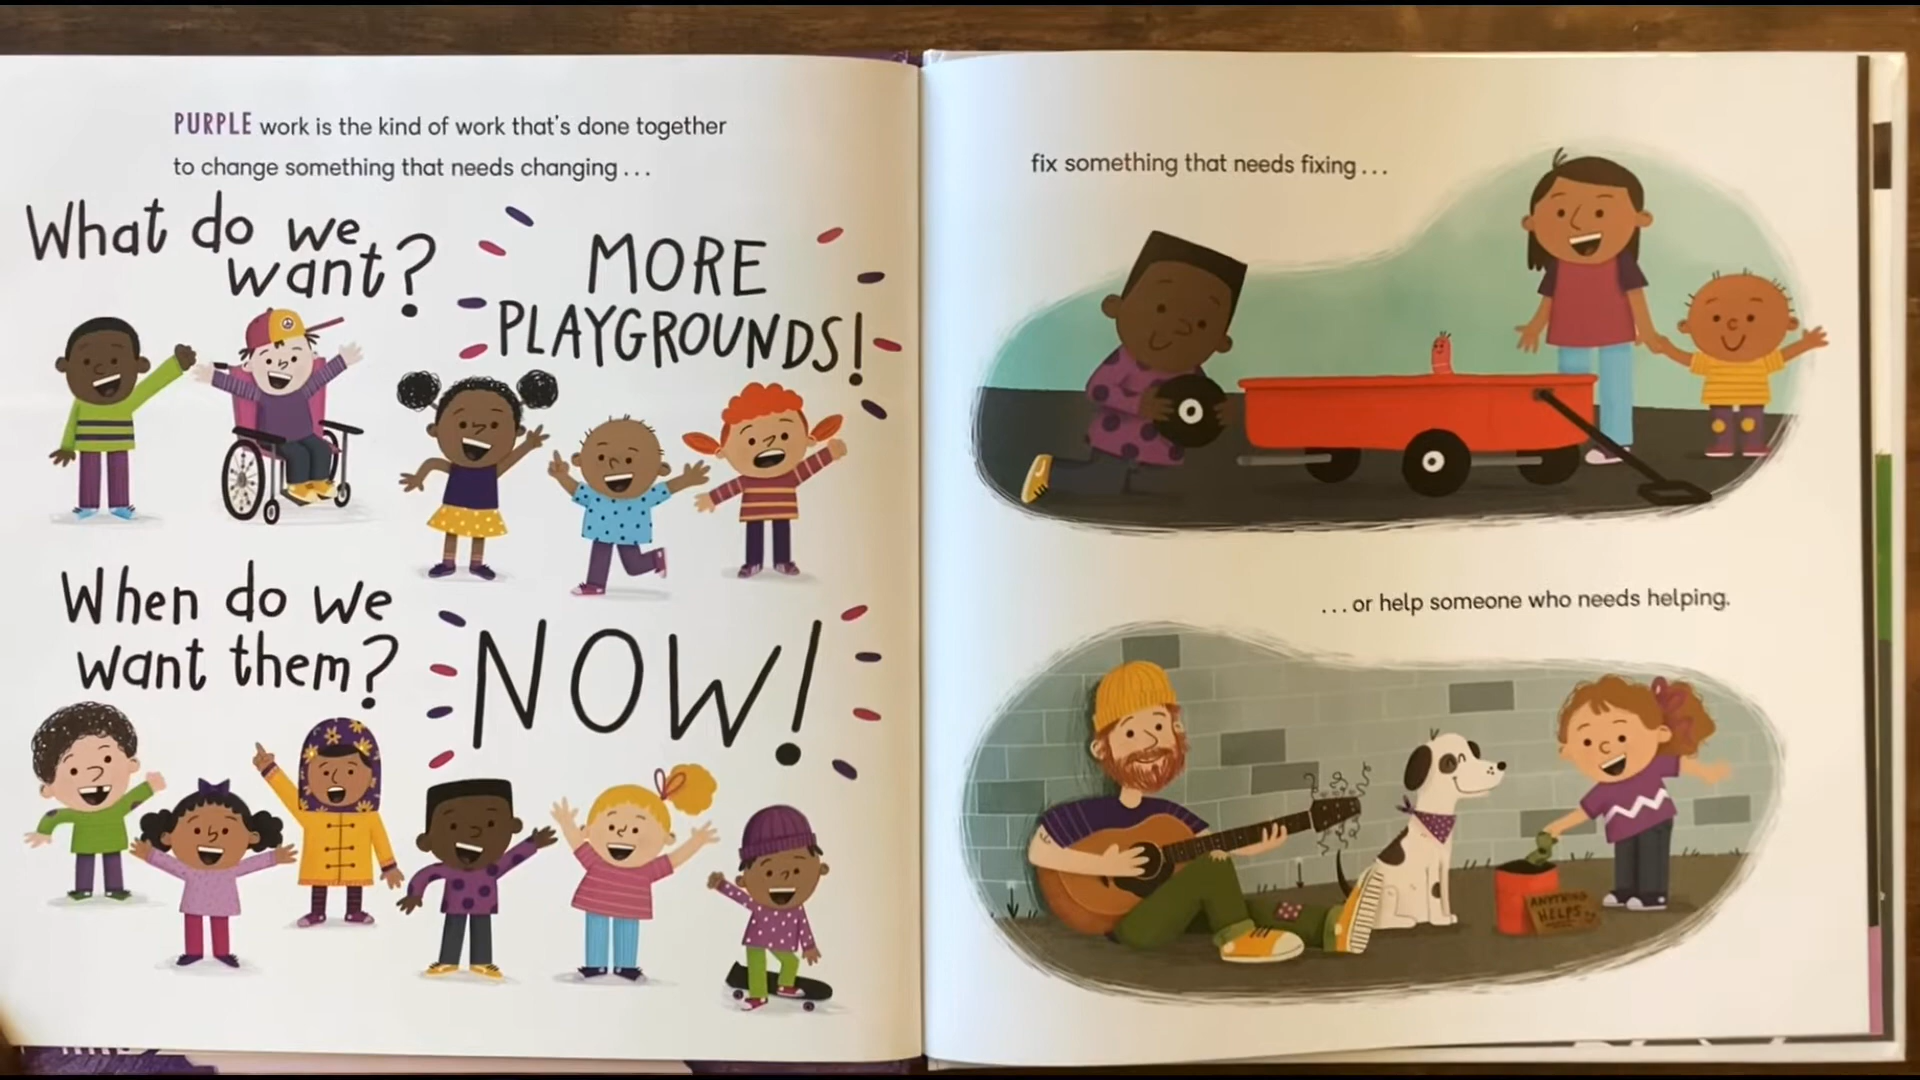 PURPLE work is the kind of work that's done together
to change something that needs changing...
What do we
want?
MORE
PLAYGROUNDS!
When do we
want them?
NOW!
fix something that needs fixing...
...or help someone who needs helping.
ANYTHING
HELPS